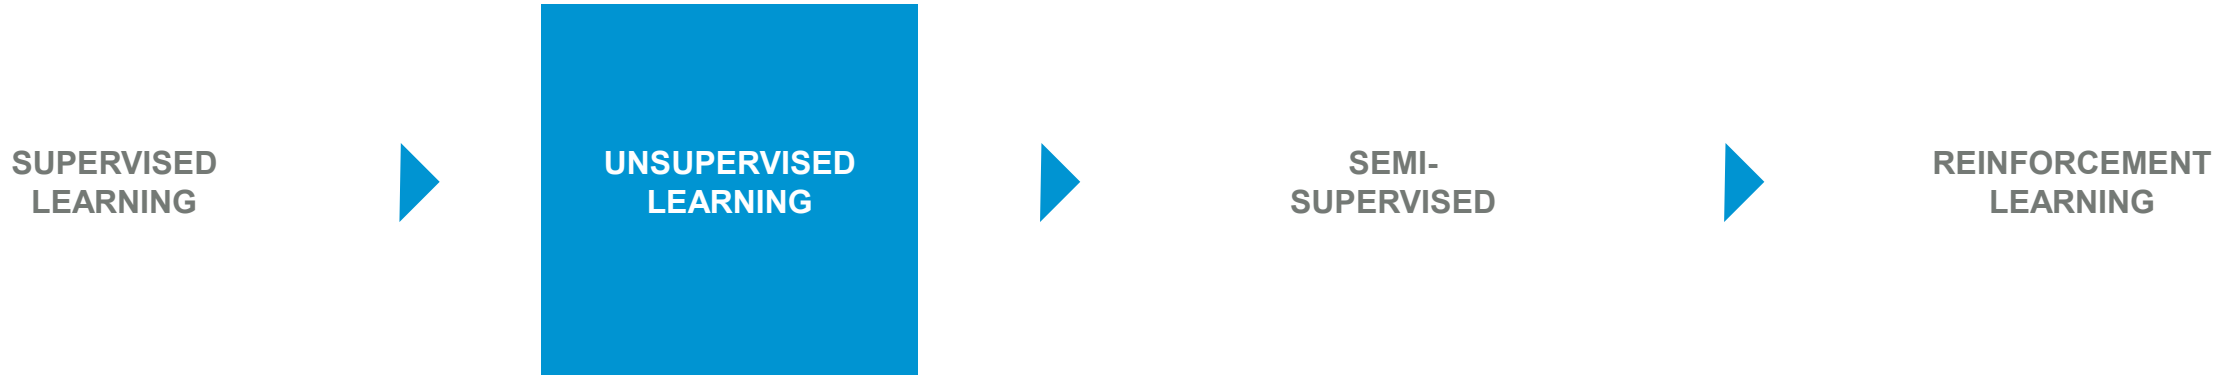 SUPERVISED
LEARNING
UNSUPERVISED
LEARNING
SEMI-
SUPERVISED
REINFORCEMENT
LEARNING